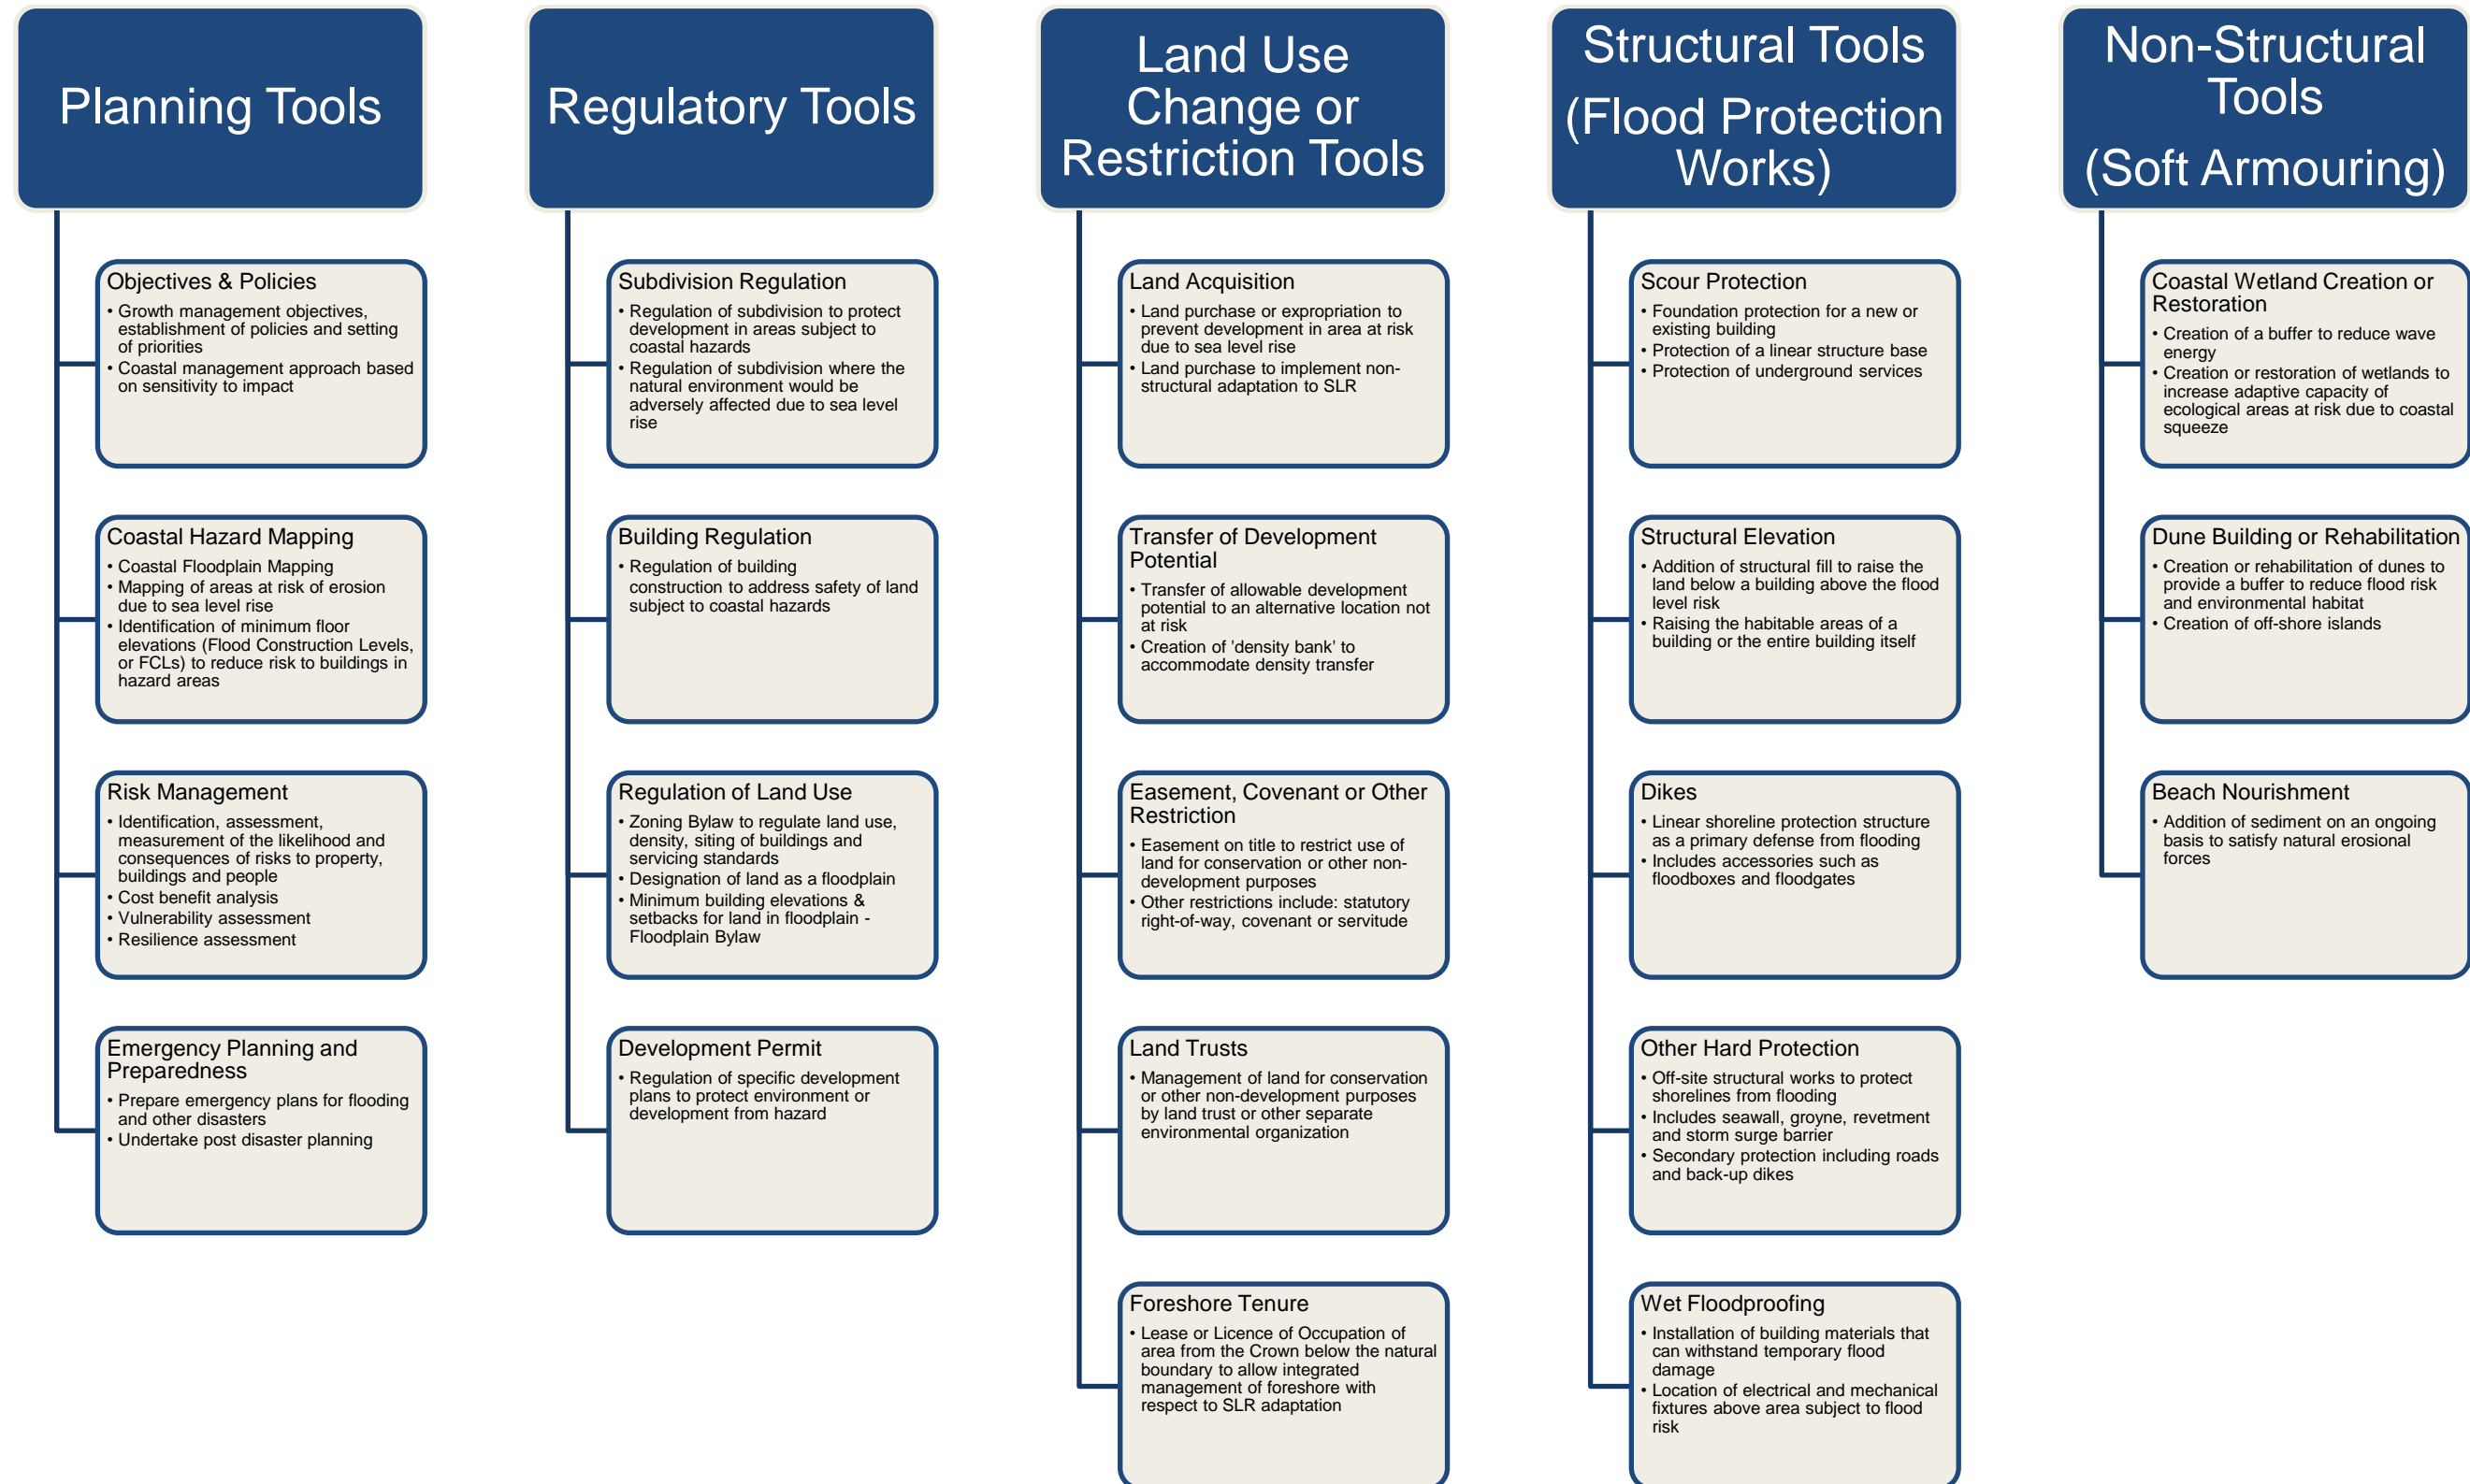 Planning Tools
Objectives & Policies
• Growth management objectives,
establishment of policies and setting
of priorities
• Coastal management approach based
on sensitivity to impact
Coastal Hazard Mapping
• Coastal Floodplain Mapping
• Mapping of areas at risk of erosion
due to sea level rise
• Identification of minimum floor
elevations (Flood Construction Levels,
or FCLs) to reduce risk to buildings in
hazard areas
Risk Management
• Identification, assessment,
measurement of the likelihood and
consequences of risks to property,
buildings and people
• Cost benefit analysis
• Vulnerability assessment
• Resilience assessment
Emergency Planning and
Preparedness
• Prepare emergency plans for flooding
and other disasters
• Undertake post disaster planning
Regulatory Tools
Subdivision Regulation
• Regulation of subdivision to protect
development in areas subject to
coastal hazards
• Regulation of subdivision where the
natural environment would be
adversely affected due to sea level
rise
Building Regulation
• Regulation of building
construction to address safety of land
subject to coastal hazards
Regulation of Land Use
• Zoning Bylaw to regulate land use,
density, siting of buildings and
servicing standards
• Designation of land as a floodplain
• Minimum building elevations &
setbacks for land in floodplain -
Floodplain Bylaw
Development Permit
• Regulation of specific development
plans to protect environment or
development from hazard
Land Use
Change or
Restriction Tools
Land Acquisition
• Land purchase or expropriation to
prevent development in area at risk
due to sea level rise
• Land purchase to implement non-
structural adaptation to SLR
Transfer of Development
Potential
• Transfer of allowable development
potential to an alternative location not
at risk
• Creation of 'density bank' to
accommodate density transfer
Easement, Covenant or Other
Restriction
• Easement on title to restrict use of
land for conservation or other non-
development purposes
• Other restrictions include: statutory
right-of-way, covenant or servitude
Land Trusts
• Management of land for conservation
or other non-development purposes
by land trust or other separate
environmental organization
Foreshore Tenure
• Lease or Licence of Occupation of
area from the Crown below the natural
boundary to allow integrated
management of foreshore with
respect to SLR adaptation
Structural Tools
(Flood Protection
Works)
Scour Protection
• Foundation protection for a new or
existing building
• Protection of a linear structure base
• Protection of underground services
Structural Elevation
• Addition of structural fill to raise the
land below a building above the flood
level risk
• Raising the habitable areas of a
building or the entire building itself
Dikes
• Linear shoreline protection structure
as a primary defense from flooding
• Includes accessories such as
floodboxes and floodgates
Other Hard Protection
• Off-site structural works to protect
shorelines from flooding
• Includes seawall, groyne, revetment
and storm surge barrier
• Secondary protection including roads
and back-up dikes
Wet Floodproofing
• Installation of building materials that
can withstand temporary flood
damage
• Location of electrical and mechanical
fixtures above area subject to flood
risk
Non-Structural
Tools
(Soft Armouring)
Coastal Wetland Creation or
Restoration
• Creation of a buffer to reduce wave
energy
• Creation or restoration of wetlands to
increase adaptive capacity of
ecological areas at risk due to coastal
squeeze
Dune Building or Rehabilitation
• Creation or rehabilitation of dunes to
provide a buffer to reduce flood risk
and environmental habitat
• Creation of off-shore islands
Beach Nourishment
• Addition of sediment on an ongoing
basis to satisfy natural erosional
forces